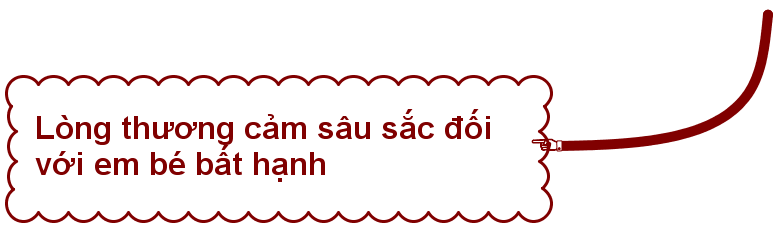 Lòng thương cảm sâu sắc đối
với em bé bất hạnh